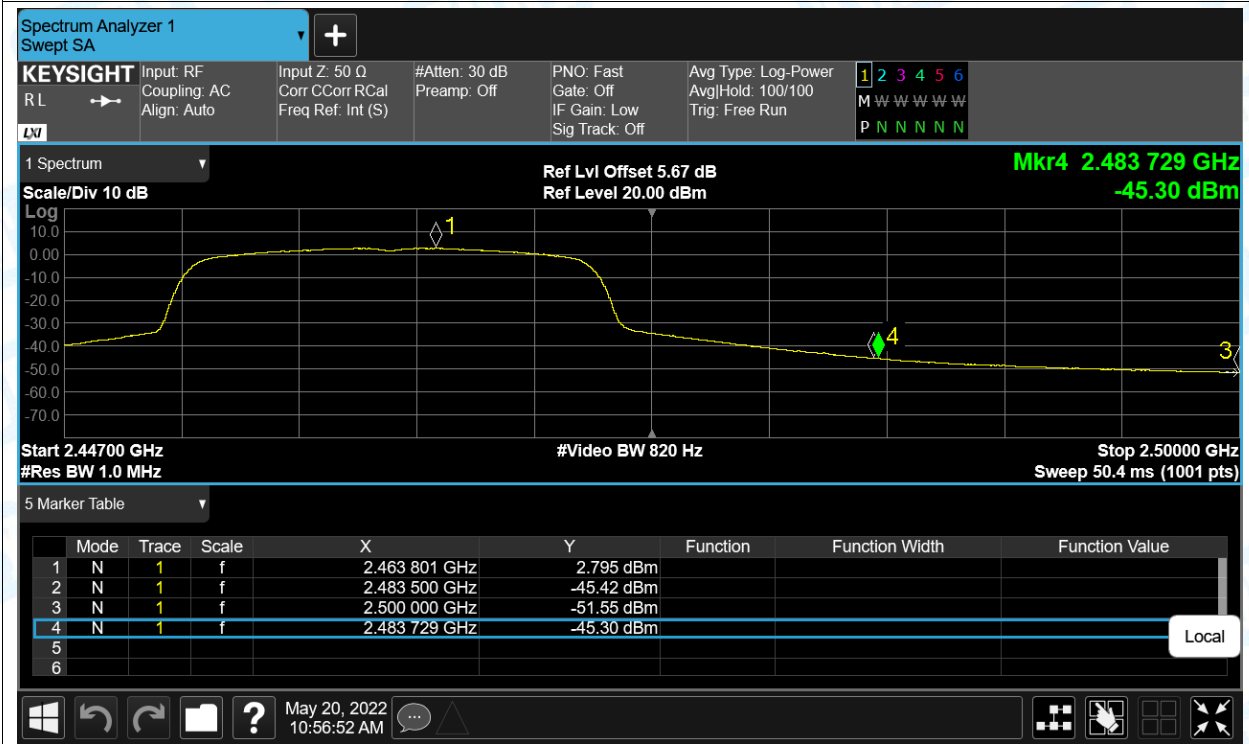 Spectrum Analyzer 1
Swept SA
+
KEYSIGHT Input: RF Input Z: 50 Ω #Atten: 30 dB PNO: Fast Avg Type: Log-Power 1 2 3 4 5 6
R L Coupling: AC Corr CCorr RCal Preamp: Off Gate: Off Avg|Hold: 100/100 M W W W W W W
Align: Auto Freq Ref: Int (S) IF Gain: Low Trig: Free Run
LXI Sig Track: Off P N N N N N N
1 Spectrum Ref Lvl Offset 5.67 dB Mkr4 2.483 729 GHz
Scale/Div 10 dB Ref Level 20.00 dBm -45.30 dBm
Log
10.0 1
0.00
-10.0
-20.0
-30.0
-40.0 4
3
-50.0
-60.0
-70.0
Start 2.44700 GHz #Video BW 820 Hz Stop 2.50000 GHz
#Res BW 1.0 MHz Sweep 50.4 ms (1001 pts)
5 Marker Table
Mode Trace Scale X Y Function Function Width Function Value
1 N 1 f 2.463 801 GHz 2.795 dBm
2 N 1 f 2.483 500 GHz -45.42 dBm
3 N 1 f 2.500 000 GHz -51.55 dBm
4 N 1 f 2.483 729 GHz -45.30 dBm
Local
5
6
? May 20, 2022
10:56:52 AM